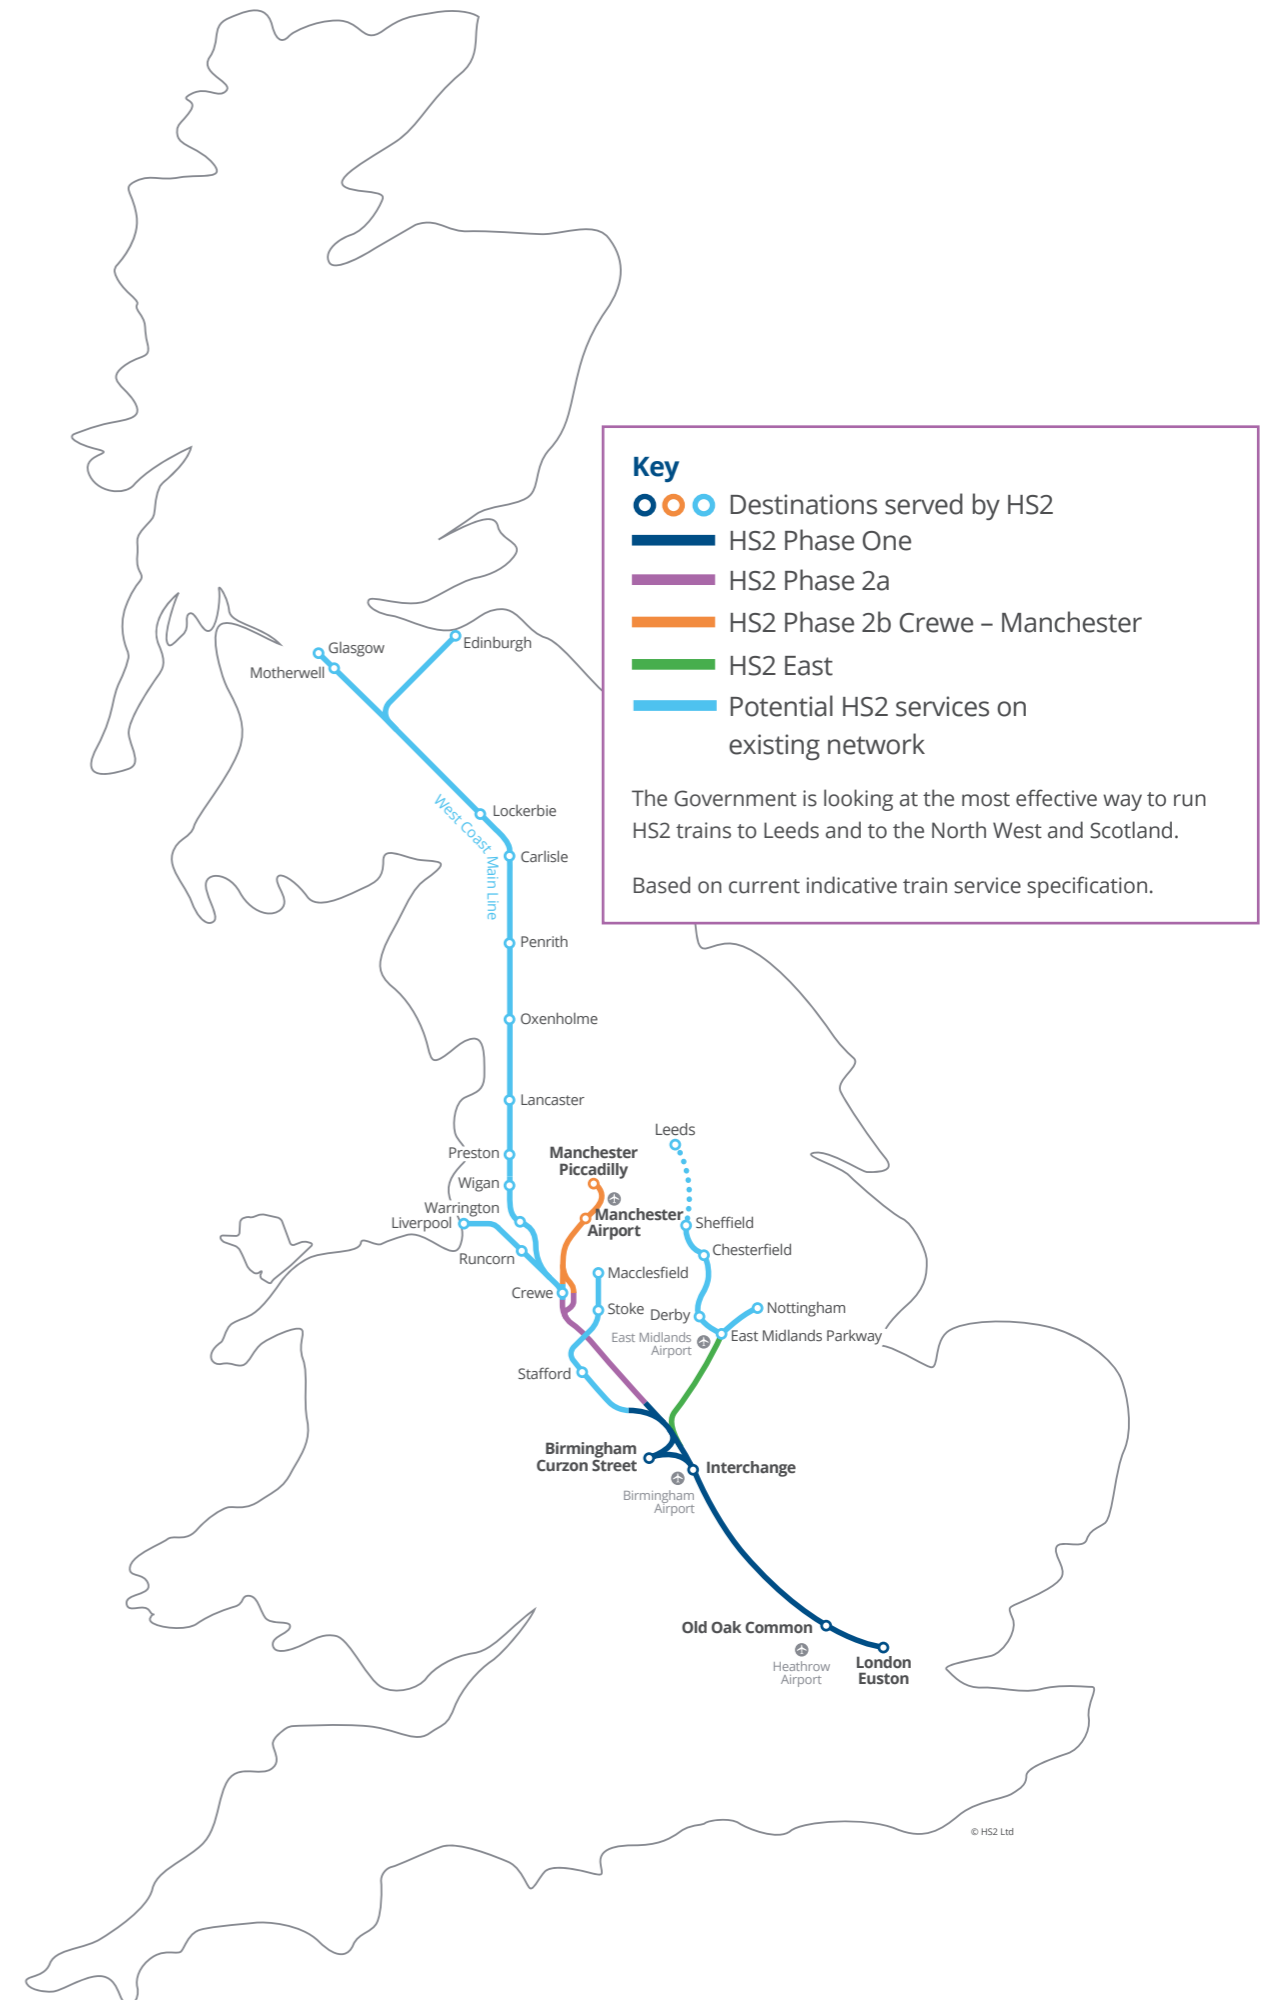 Key
Destinations served by HS2
HS2 Phase One
HS2 Phase 2a
HS2 Phase 2b Crewe – Manchester
HS2 East
Potential HS2 services on
existing network
The Government is looking at the most effective way to run
HS2 trains to Leeds and to the North West and Scotland.
Based on current indicative train service specification.
Edinburgh
Glasgow
Motherwell
Lockerbie
West Coast Main Line
Carlisle
Penrith
Oxenholme
Lancaster
Leeds
Preston
Manchester
Piccadilly
Wigan
Warrington
Liverpool
Manchester
Airport
Sheffield
Runcorn
Chesterfield
Macclesfield
Crewe
Stoke
Derby
Nottingham
East Midlands
Airport
East Midlands Parkway
Stafford
Birmingham
Curzon Street
Interchange
Birmingham
Airport
Old Oak Common
Heathrow
Airport
London
Euston
© HS2 Ltd